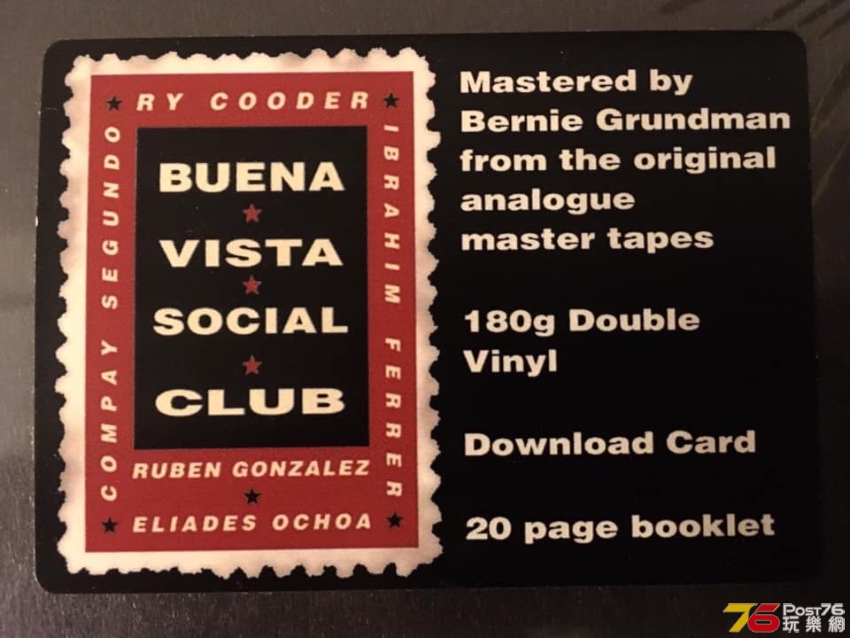 ★ RY COODER ★
COMPAY SEGUNDO
IBRAHIM FERRER
BUENA
★
VISTA
★
SOCIAL
★
CLUB
RUBEN GONZALEZ
★
★ ELIADES OCHOA ★
Mastered by
Bernie Grundman
from the original
analogue
master tapes
180g Double
Vinyl
Download Card
20 page booklet
76 Post76
玩樂網